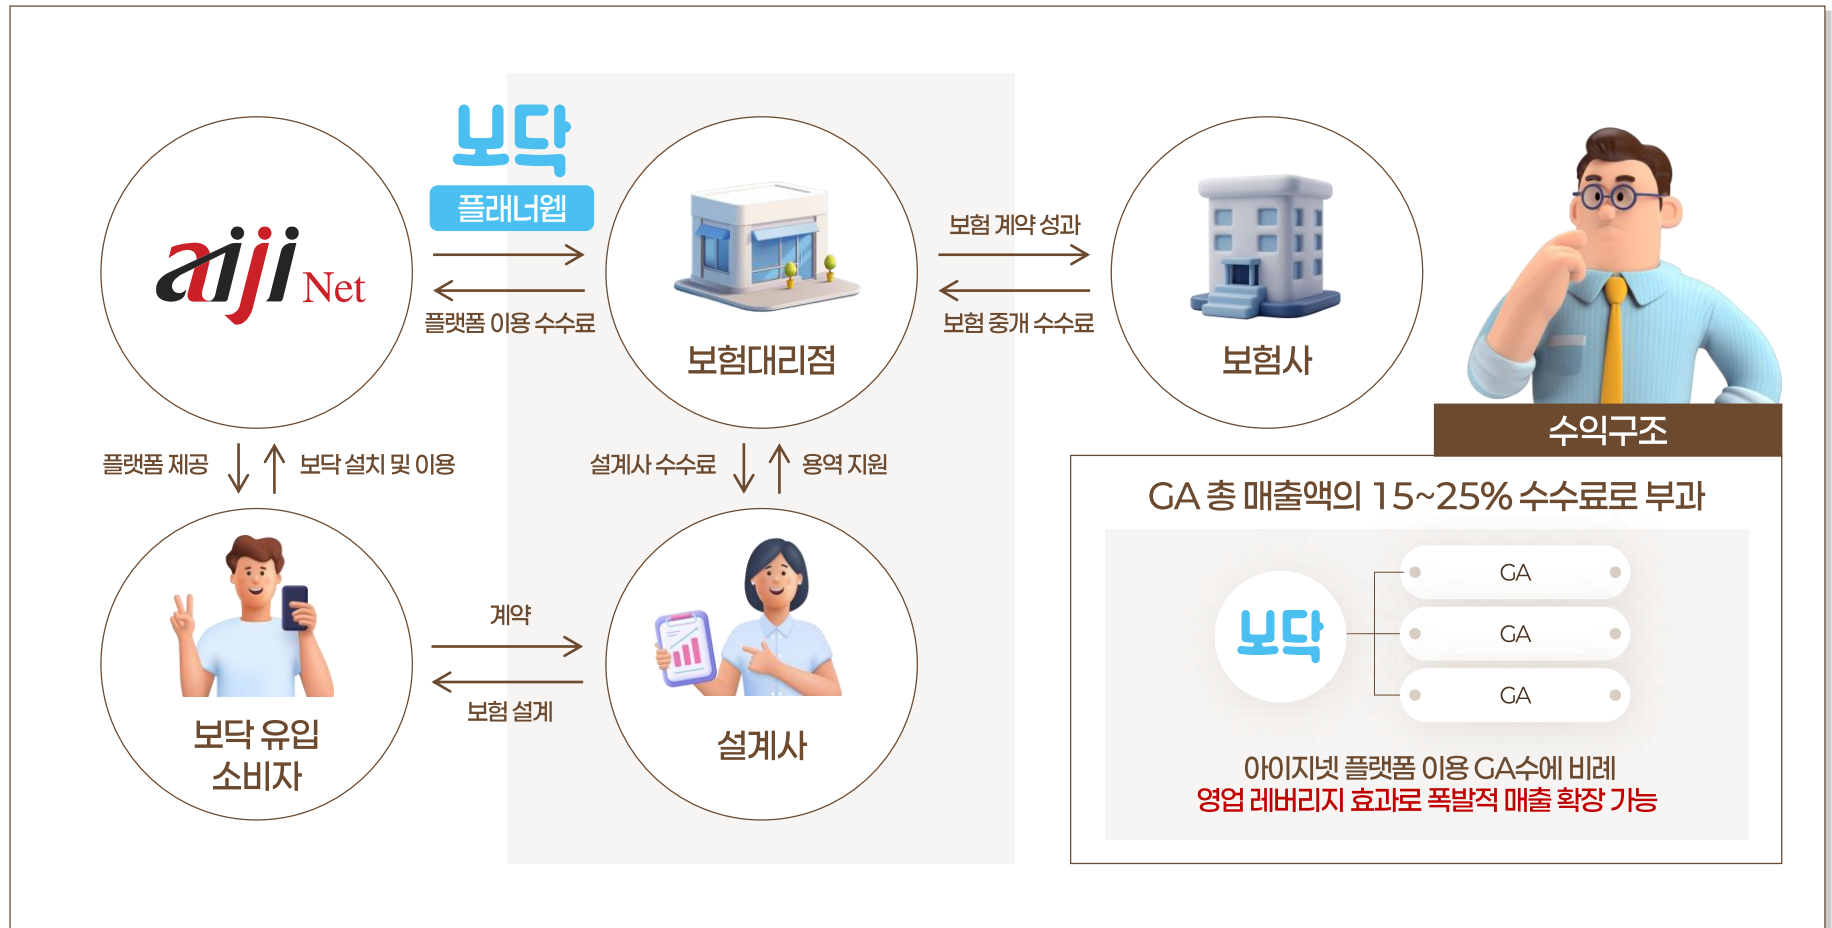 보닥
플래너웹
aiji Net
플랫폼 이용 수수료
보험대리점
보험 계약 성과
보험 중개 수수료
보험사
플랫폼 제공
보닥 설치 및 이용
설계사 수수료
용역 지원
보닥 유입
소비자
계약
보험 설계
설계사
수익구조
GA 총 매출액의 15~25% 수수료로 부과
보닥
GA
GA
GA
아이지넷 플랫폼 이용 GA수에 비례
영업 레버리지 효과로 폭발적 매출 확장 가능